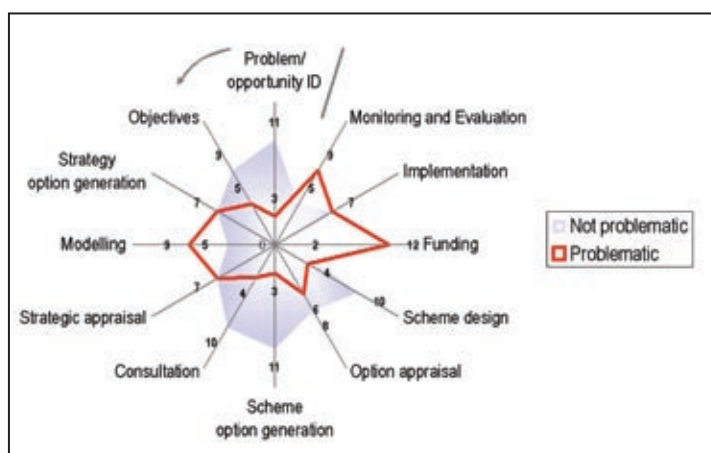 Problem/
opportunity ID
11
3
Objectives
9
5
Monitoring and Evaluation
9
5
Strategy
option generation
7
Implementation
7
Modelling
9
5
0
2
12
Funding
Not problematic
Problematic
Strategic appraisal
7
4
10
Scheme design
Consultation
10
4
3
11
6
8
Option appraisal
Scheme
option generation